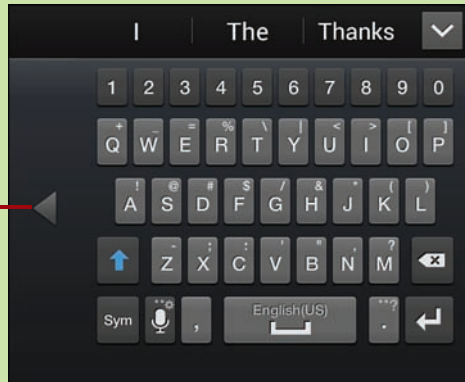 I The Thanks
1 2 3 4 5 6 7 8 9 0
+ _ = % \ | < > [ ]
Q W E R T Y U I O P
! @ # $ / & * ( )
A S D F G H J K L
- ; : ' " , ?
Z X C V B N M
Sym , English(US) .